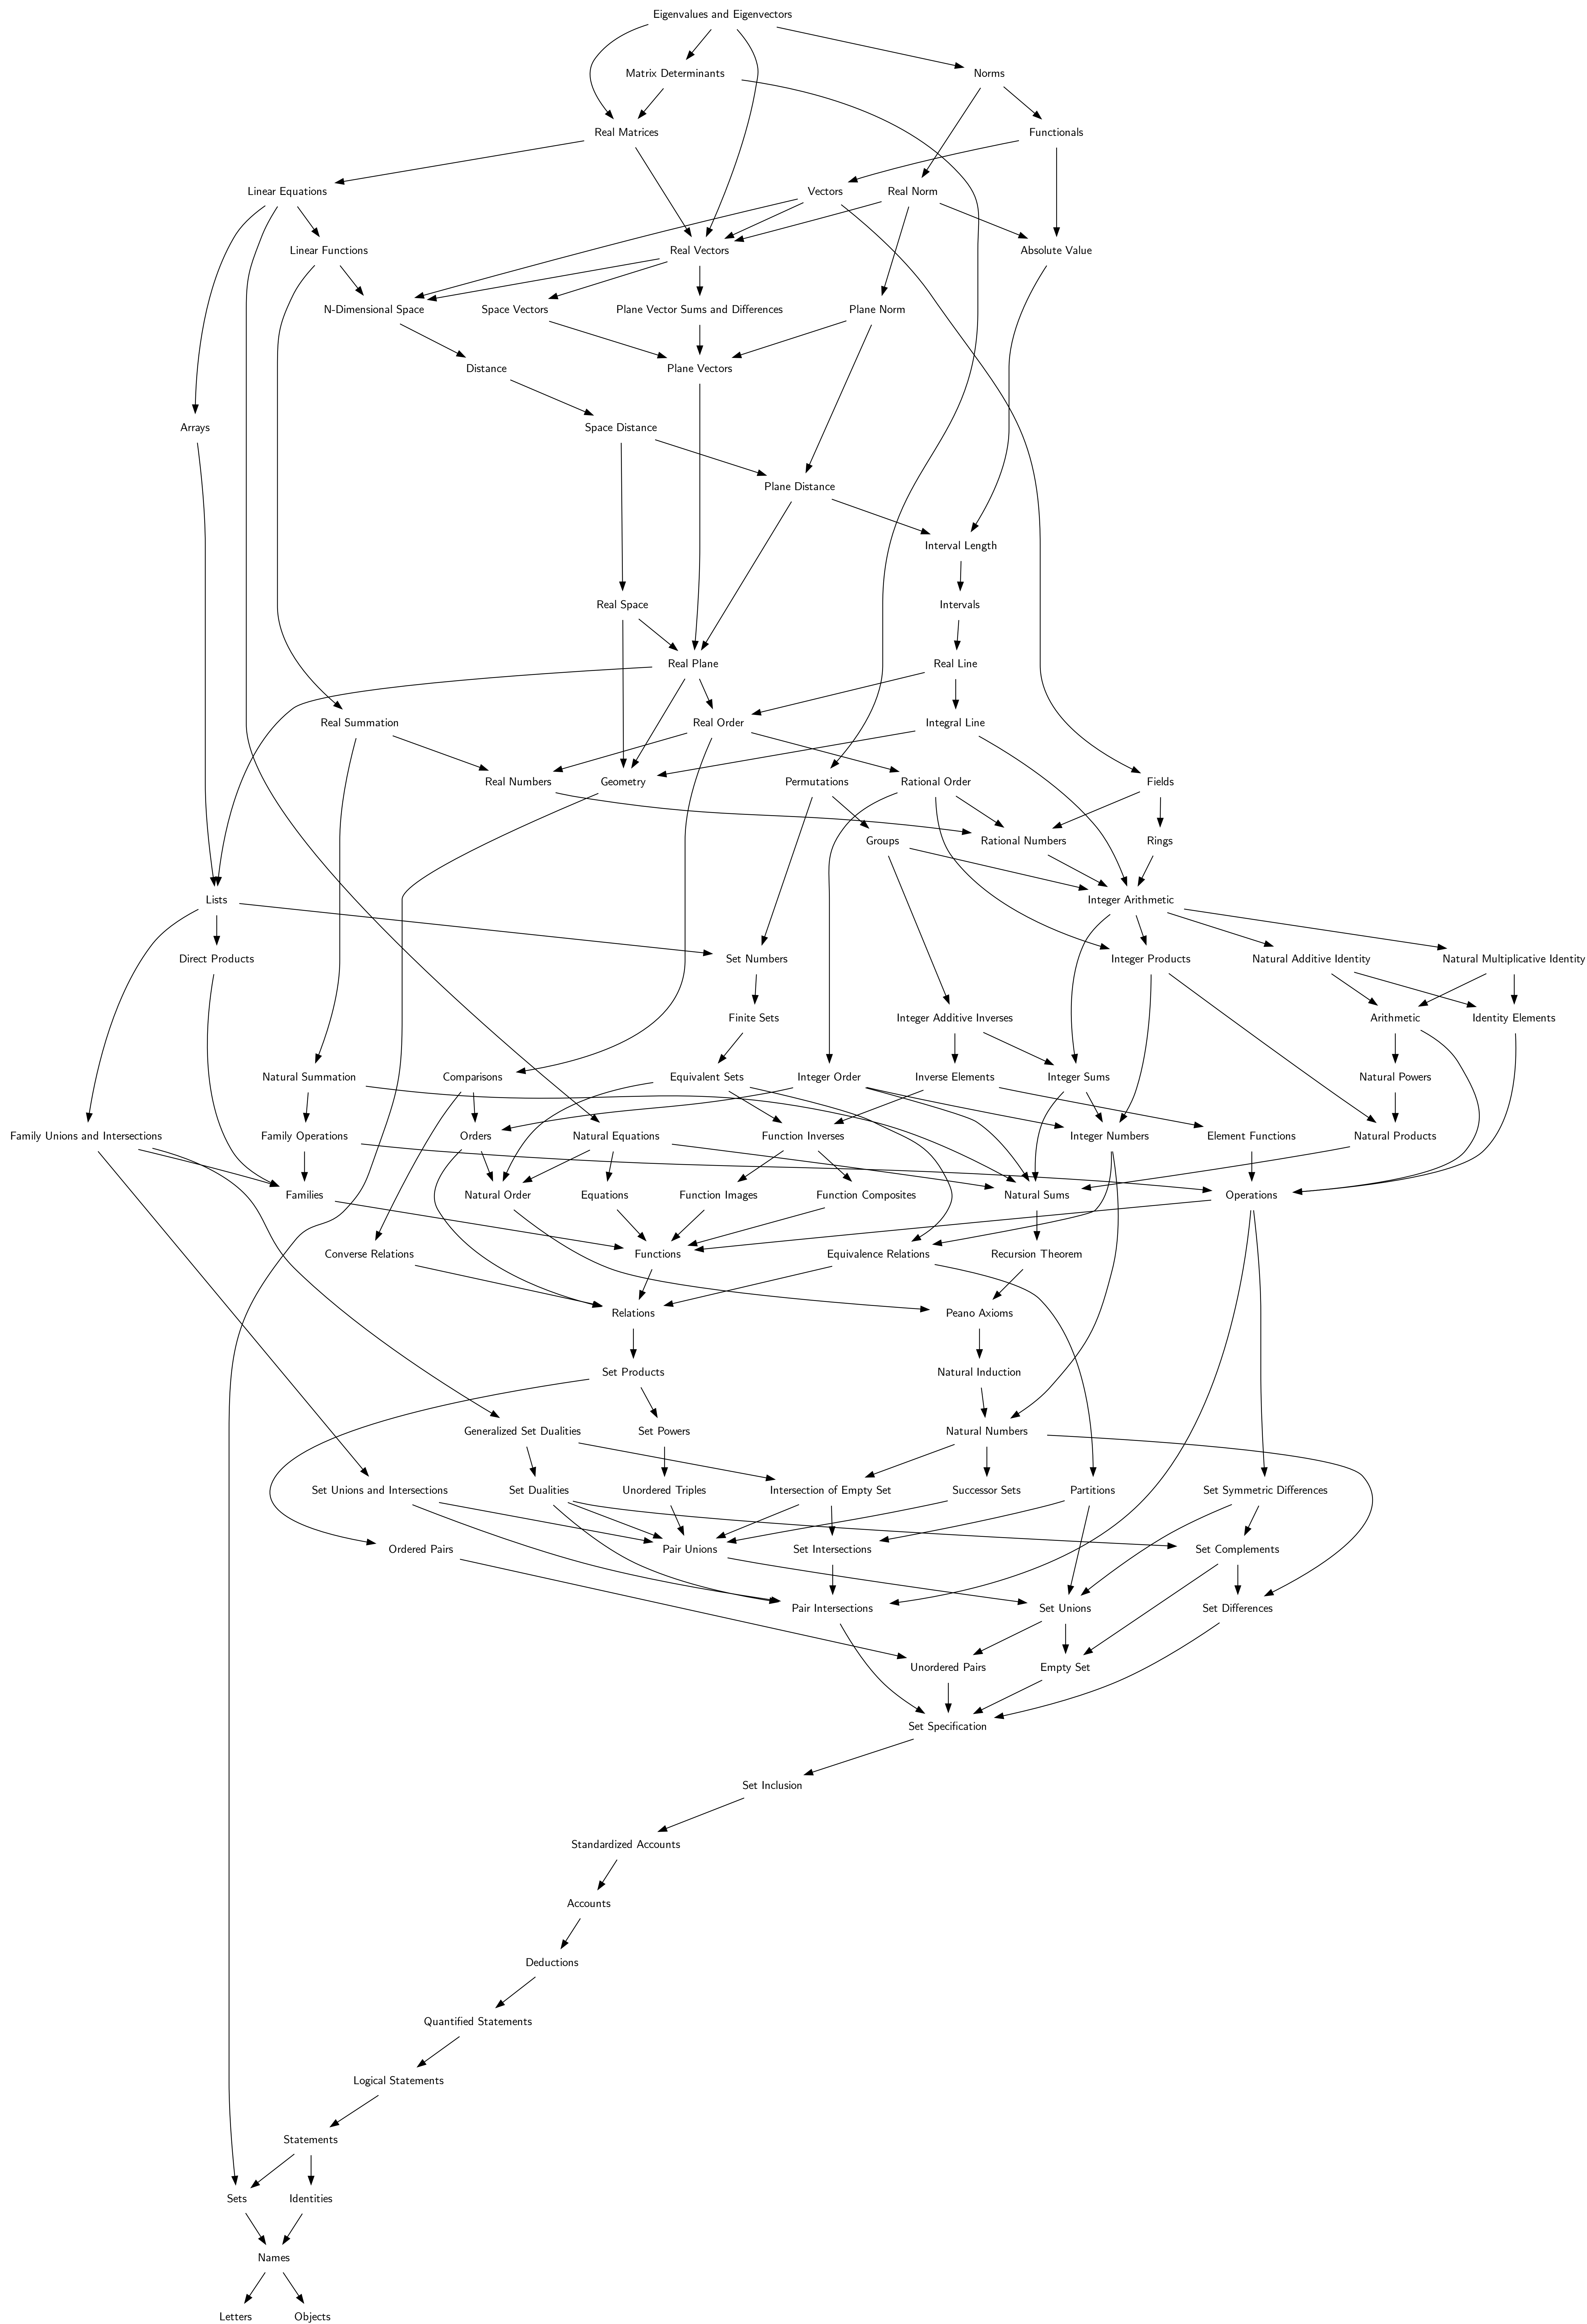 Eigenvalues and Eigenvectors
Matrix Determinants
Norms
Real Matrices
Functionals
Linear Equations
Vectors
Real Norm
Linear Functions
Real Vectors
Absolute Value
N-Dimensional Space
Space Vectors
Plane Vector Sums and Differences
Plane Norm
Distance
Plane Vectors
Arrays
Space Distance
Plane Distance
Interval Length
Real Space
Intervals
Real Plane
Real Line
Real Summation
Real Order
Integral Line
Real Numbers
Geometry
Permutations
Rational Order
Fields
Groups
Rational Numbers
Rings
Lists
Integer Arithmetic
Direct Products
Set Numbers
Integer Products
Natural Additive Identity
Natural Multiplicative Identity
Finite Sets
Integer Additive Inverses
Arithmetic
Identity Elements
Natural Summation
Comparisons
Equivalent Sets
Integer Order
Inverse Elements
Integer Sums
Natural Powers
Family Unions and Intersections
Family Operations
Orders
Natural Equations
Function Inverses
Integer Numbers
Element Functions
Natural Products
Families
Natural Order
Equations
Function Images
Function Composites
Natural Sums
Operations
Converse Relations
Functions
Equivalence Relations
Recursion Theorem
Relations
Peano Axioms
Set Products
Natural Induction
Generalized Set Dualities
Set Powers
Natural Numbers
Set Unions and Intersections
Set Dualities
Unordered Triples
Intersection of Empty Set
Successor Sets
Partitions
Set Symmetric Differences
Ordered Pairs
Pair Unions
Set Intersections
Set Complements
Pair Intersections
Set Unions
Set Differences
Unordered Pairs
Empty Set
Set Specification
Set Inclusion
Standardized Accounts
Accounts
Deductions
Quantified Statements
Logical Statements
Statements
Sets
Identities
Names
Letters
Objects